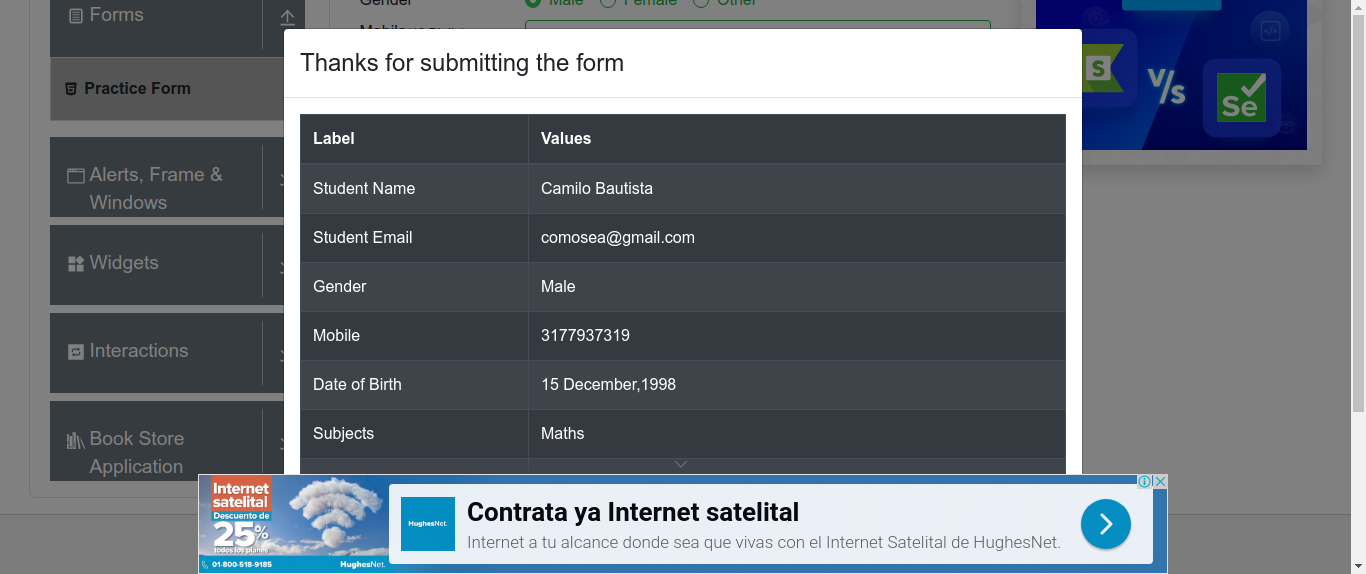 Forms
Gender
Male
Female
Other
Practice Form
Alerts, Frame &
Windows
Widgets
Interactions
Book Store
Application
Thanks for submitting the form
Label Values
Student Name Camilo Bautista
Student Email comosea@gmail.com
Gender Male
Mobile 3177937319
Date of Birth 15 December,1998
Subjects Maths
S
V/s
Se
Internet
satelital
Descuento de
25%
todos los planes
01-800-518-9185
HughesNet.
HughesNet.
Contrata ya Internet satelital
Internet a tu alcance donde sea que vivas con el Internet Satelital de HughesNet.